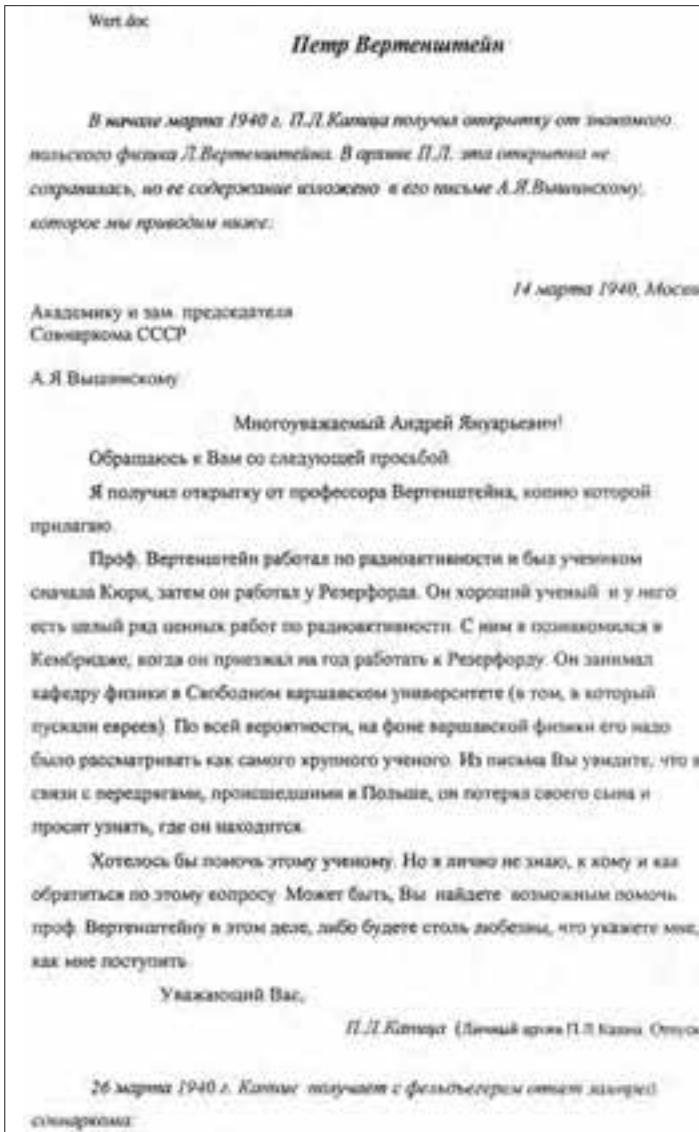 Wert.doc
Петр Вертенштейн
В начале марта 1940 г. П.Л.Капица получил открытку от знакомого
польского физика Л.Вертенштейна. В архиве П.Л. эта открытка не
сохранилась, но ее содержание изложено в его письме А.Я.Вышинскому,
которое мы приводим ниже:
14 марта 1940, Москв
Академику и зам. председателя
Совнаркома СССР
А.Я Вышинскому
Многоуважаемый Андрей Януарьевич!
Обращаюсь к Вам со следующей просьбой.
Я получил открытку от профессора Вертенштейна, копию которой
прилагаю.
Проф. Вертенштейн работал по радиоактивности и был учеником
сначала Кюри, затем он работал у Резерфорда. Он хороший ученый и у него
есть целый ряд ценных работ по радиоактивности. С ним я познакомился в
Кембридже, когда он приезжал на год работать к Резерфорду. Он занимал
кафедру физики в Свободном варшавском университете (в том, в который
пускали евреев). По всей вероятности, на фоне варшавской физики его надо
было рассматривать как самого крупного ученого. Из письма Вы увидите, что в
связи с передрягами, происшедшими в Польше, он потерял своего сына и
просит узнать, где он находится.
Хотелось бы помочь этому ученому. Но я лично не знаю, к кому и как
обратиться по этому вопросу. Может быть, Вы найдете возможным помочь
проф. Вертенштейну в этом деле, либо будете столь любезны, что укажете мне,
как мне поступить.
Уважающий Вас,
П.Л.Капица (Личный архив П.Л. Отпуск
26 марта 1940 г. Капица получает с фельдъегерем ответ зампред
совнаркома: